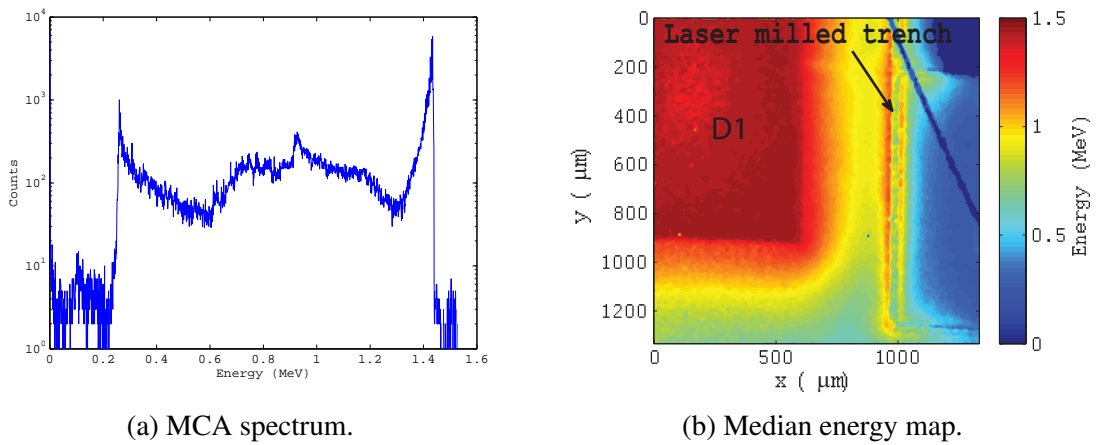 10^4
10^3
10^2
10^1
10^0
Counts
0 0.2 0.4 0.6 0.8 1 1.2 1.4 1.6
Energy (MeV)
(a) MCA spectrum.
Laser milled trench
D1
0
200
400
600
800
1000
1200
y ( μm)
0 500 1000
x ( μm)
1.5
1
0.5
0
Energy (MeV)
(b) Median energy map.